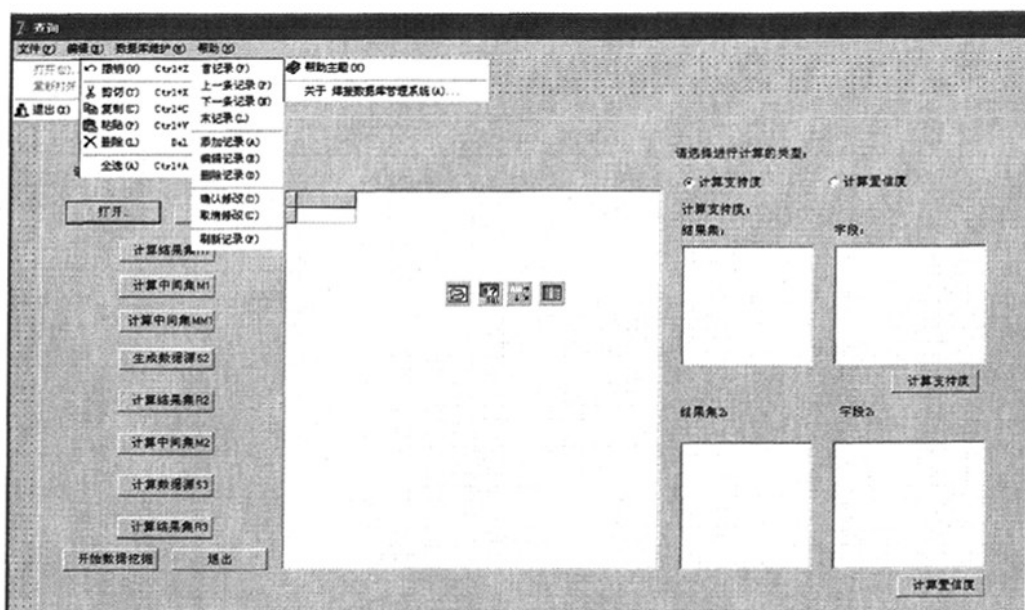 查询
文件(F) 编辑(E) 数据库维护(W) 帮助(H)
打开(O)...
重新打开
退出(X)
撤销(U) Ctrl+Z
剪切(T) Ctrl+X
复制(C) Ctrl+C
粘贴(P) Ctrl+V
删除(L) Del
全选(A) Ctrl+A
首记录(F)
上一条记录(P)
下一条记录(N)
末记录(L)
添加记录(A)
编辑记录(E)
删除记录(D)
确认修改(O)
取消修改(C)
刷新记录(F)
帮助主题(H)
关于 焊接数据库管理系统(A)...
打开.
计算结果集
计算中间集M1
计算中间集MM1
生成数据源S2
计算结果集R2
计算中间集M2
计算数据源S3
计算结果集R3
开始数据挖掘 退出
请选择进行计算的类型:
计算支持度 计算置信度
计算支持度:
结果集: 字段:
计算支持度
结果集2: 字段2:
计算置信度